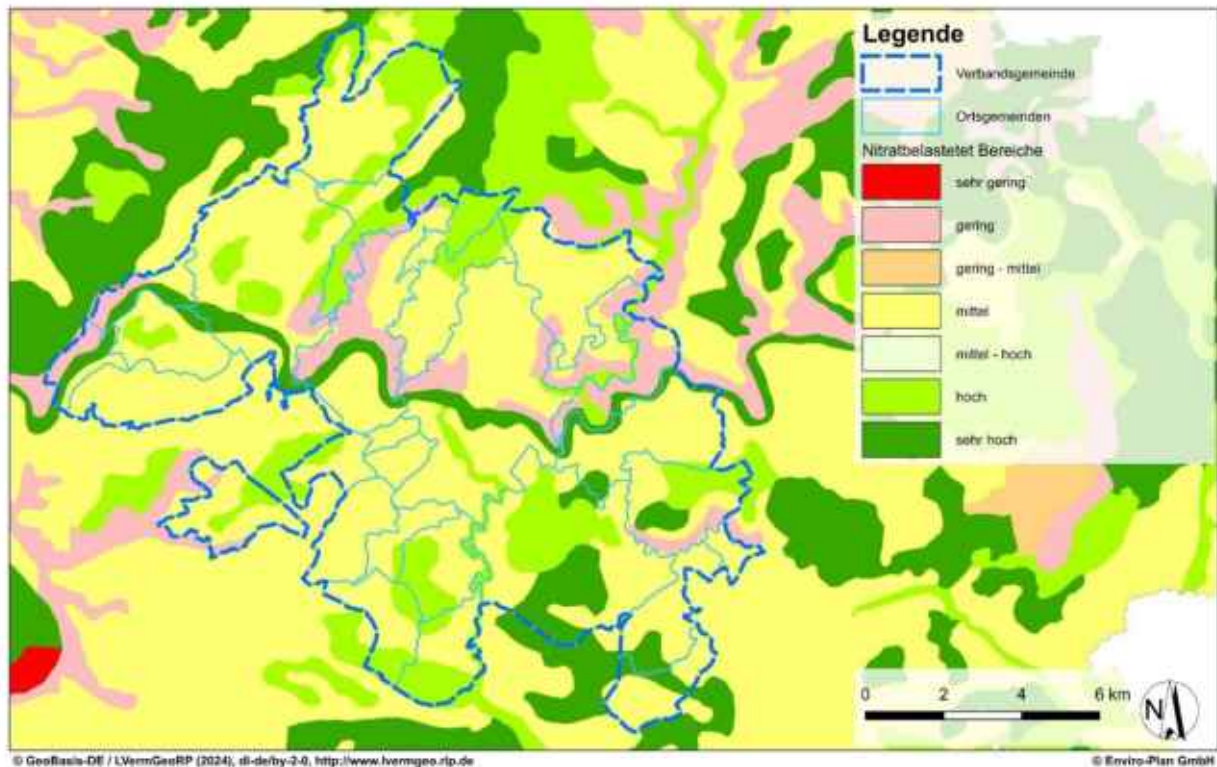 Legende
Verbandsgemeinde
Ortsgemeinden
Nitratbelastetet Bereiche
sehr gering
gering
gering - mittel
mittel
mittel - hoch
hoch
sehr hoch
0 2 4 6 km
N
© GeoBasis-DE / LVermGeoRP (2024), dl-de/by-2-0, http://www.lvermgeo.rlp.de
© Enviro-Plan GmbH